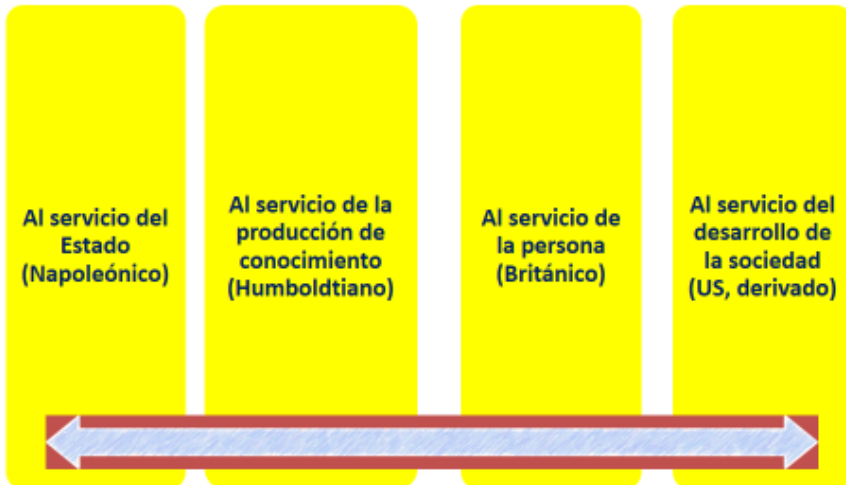 Al servicio del
Estado
(Napoleónico)
Al servicio de la
producción de
conocimiento
(Humboldtiano)
Al servicio de
la persona
(Británico)
Al servicio del
desarrollo de
la sociedad
(US, derivado)